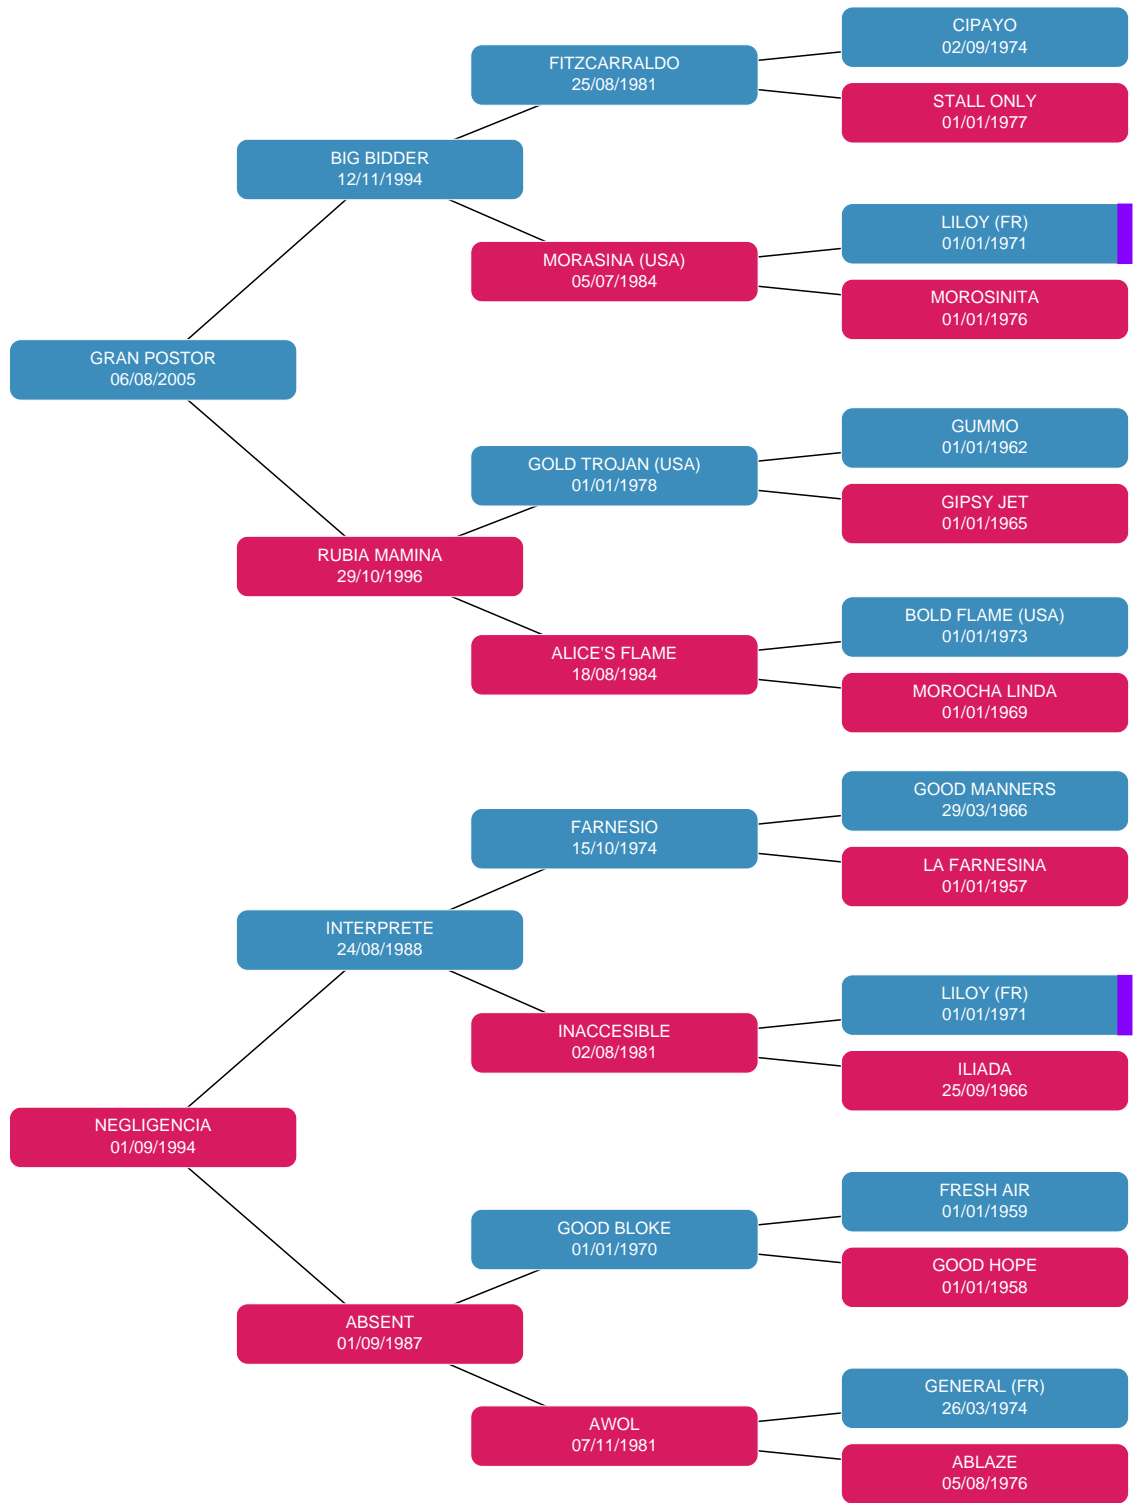 CIPAYO
02/09/1974
FITZCARRALDO
25/08/1981
STALL ONLY
01/01/1977
BIG BIDDER
12/11/1994
LILOY (FR)
01/01/1971
MORASINA (USA)
05/07/1984
MOROSINITA
01/01/1976
GRAN POSTOR
06/08/2005
GUMMO
01/01/1962
GOLD TROJAN (USA)
01/01/1978
GIPSY JET
01/01/1965
RUBIA MAMINA
29/10/1996
BOLD FLAME (USA)
01/01/1973
ALICE'S FLAME
18/08/1984
MOROCHA LINDA
01/01/1969
GOOD MANNERS
29/03/1966
FARNESIO
15/10/1974
LA FARNESINA
01/01/1957
INTERPRETE
24/08/1988
LILOY (FR)
01/01/1971
INACCESIBLE
02/08/1981
ILIADA
25/09/1966
NEGLIGENCIA
01/09/1994
FRESH AIR
01/01/1959
GOOD BLOKE
01/01/1970
GOOD HOPE
01/01/1958
ABSENT
01/09/1987
GENERAL (FR)
26/03/1974
AWOL
07/11/1981
ABLAZE
05/08/1976